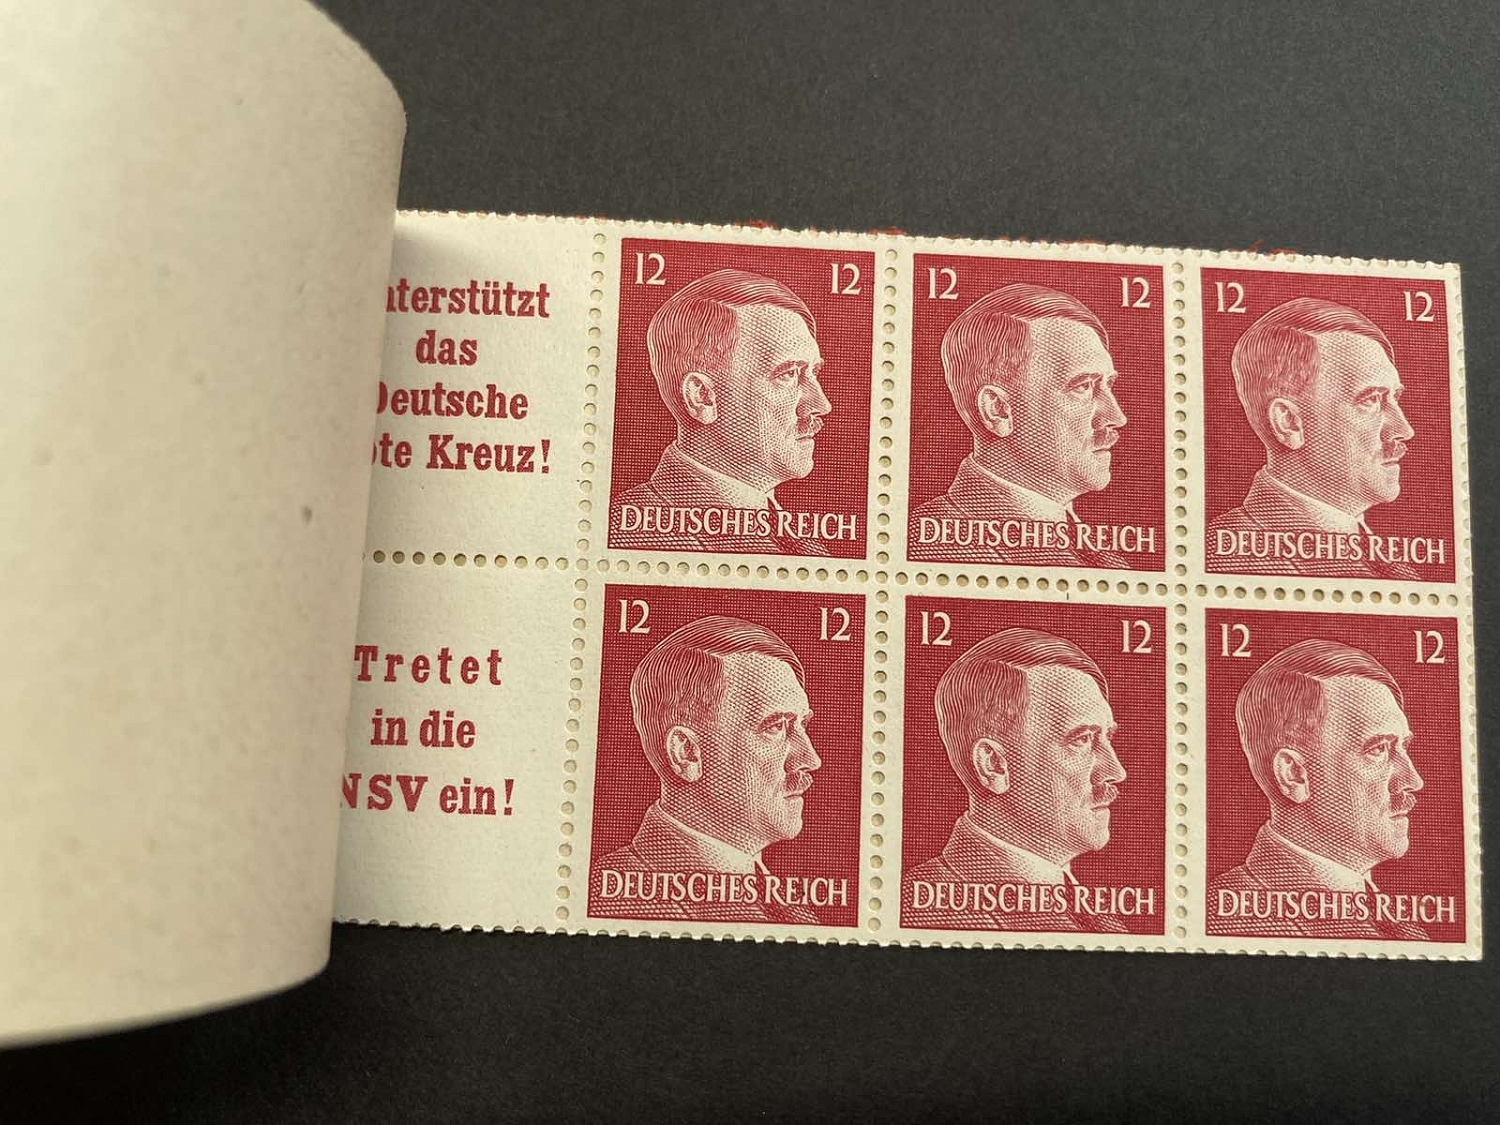 nterstützt
das
Deutsche
ote Kreuz!
Tretet
in die
NSV ein!
12 12
DEUTSCHES REICH
12 12
DEUTSCHES REICH
12 12
DEUTSCHES REICH
12 12
DEUTSCHES REICH
12 12
DEUTSCHES REICH
12 12
DEUTSCHES REICH